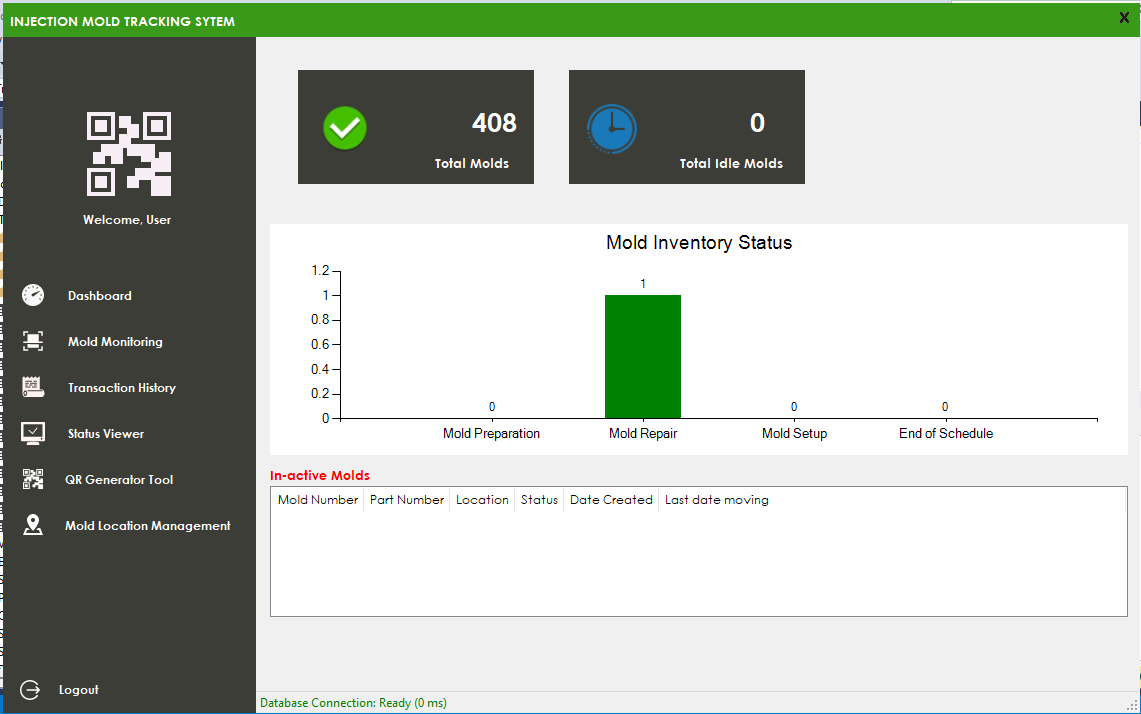 INJECTION MOLD TRACKING SYTEM
X
Welcome, User
Dashboard
Mold Monitoring
Transaction History
Status Viewer
QR Generator Tool
Mold Location Management
Logout
408
Total Molds
0
Total Idle Molds
Mold Inventory Status
1.2
1
0.8
0.6
0.4
0.2
0
0 1 0 0
Mold Preparation Mold Repair Mold Setup End of Schedule
In-active Molds
Mold Number Part Number Location Status Date Created Last date moving
Database Connection: Ready (0 ms)